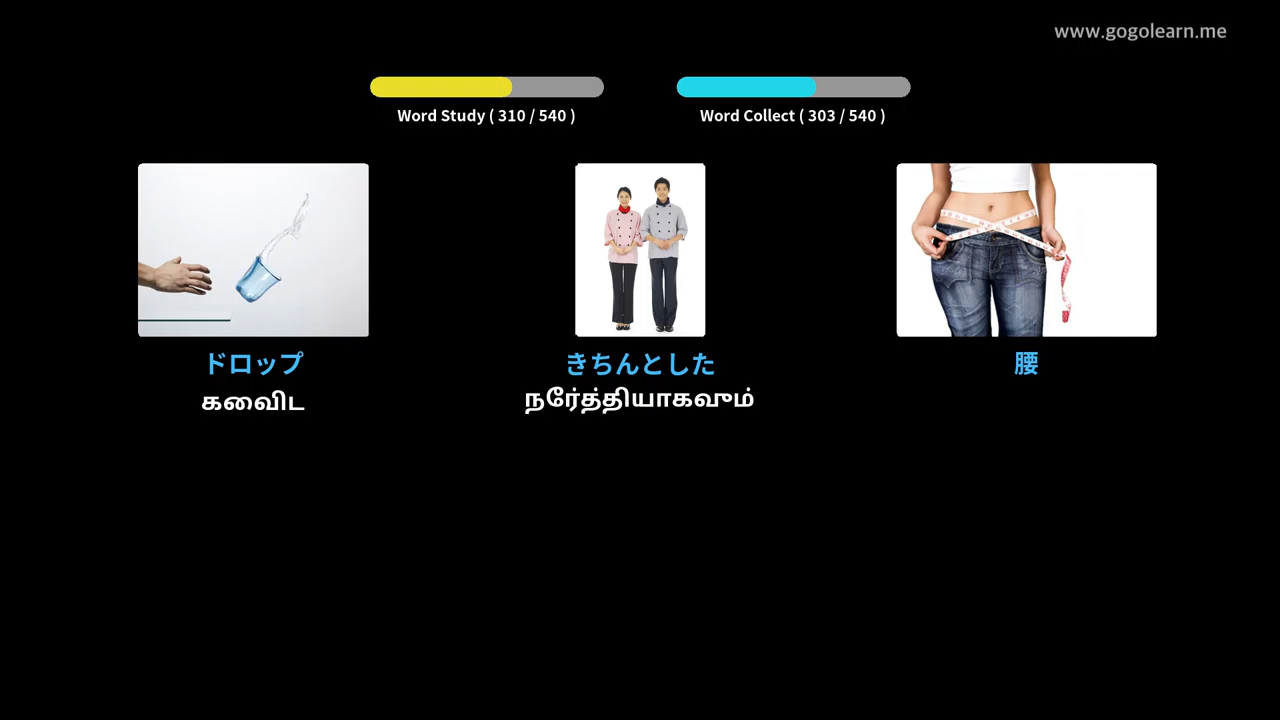 www.gogolearn.me
Word Study ( 310 / 540 )
Word Collect ( 303 / 540 )
ドロップ
きちんとした
腰
கைவிட
நேர்த்தியாகவும்